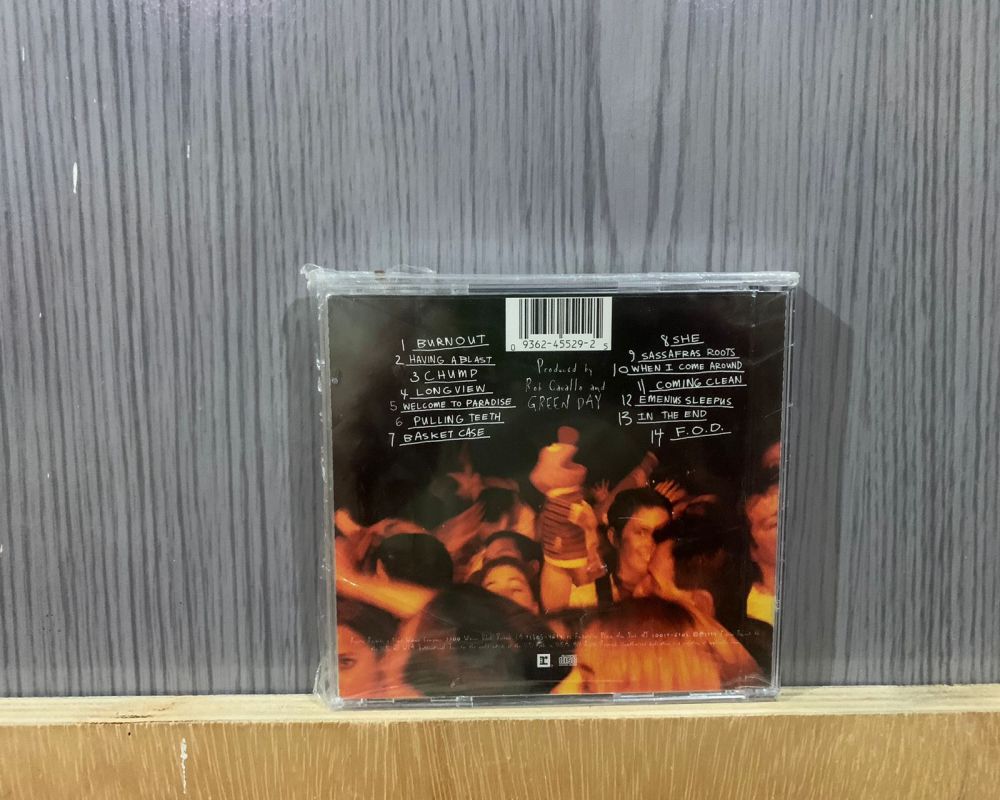 1 BURNOUT
2 HAVING A BLAST
3 CHUMP
4 LONGVIEW
5 WELCOME TO PARADISE
6 PULLING TEETH
7 BASKET CASE
0 9362-45529-2 5
Produced by
Rob Cavallo and
GREEN DAY
8 SHE
9 SASSAFRAS ROOTS
10 WHEN I COME AROUND
11 COMING CLEAN
12 EMENIUS SLEEPUS
13 IN THE END
14 F.O.D.